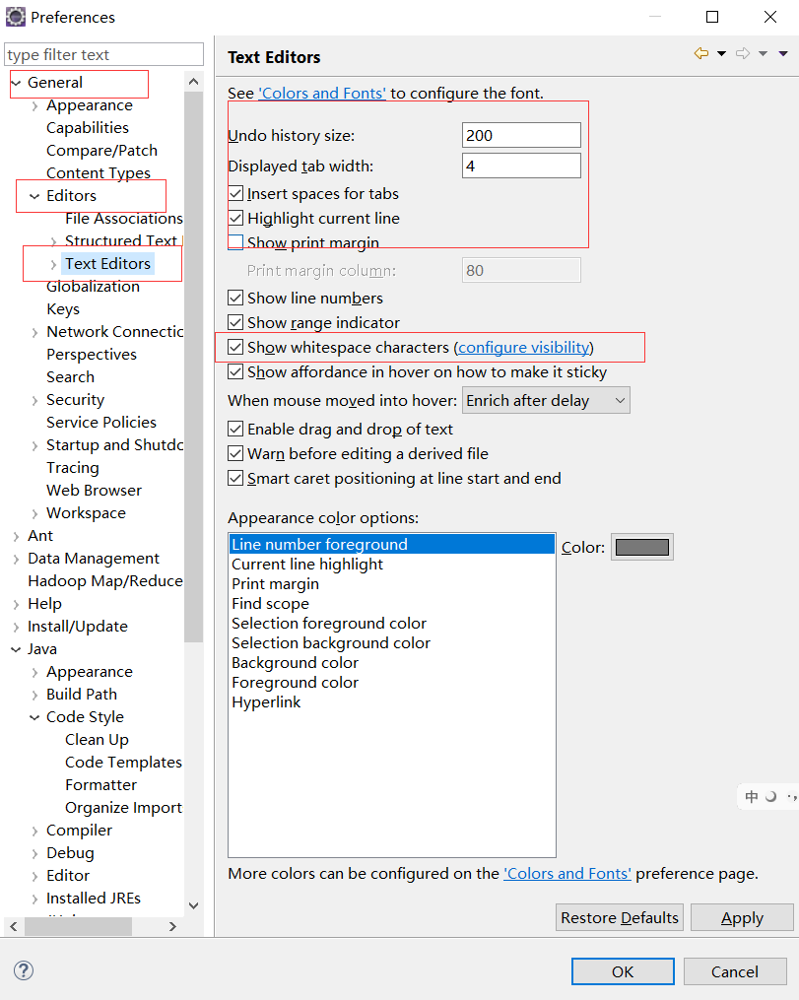 Preferences
type filter text
General
Appearance
Capabilities
Compare/Patch
Content Types
Editors
File Associations
Structured Text
Text Editors
Globalization
Keys
Network Connectic
Perspectives
Search
Security
Service Policies
Startup and Shutdc
Tracing
Web Browser
Workspace
Ant
Data Management
Hadoop Map/Reduce
Help
Install/Update
Java
Appearance
Build Path
Code Style
Clean Up
Code Templates
Formatter
Organize Import
Compiler
Debug
Editor
Installed JREs
Text Editors
See 'Colors and Fonts' to configure the font.
Undo history size: 200
Displayed tab width: 4
Insert spaces for tabs
Highlight current line
Show print margin
Print margin column: 80
Show line numbers
Show range indicator
Show whitespace characters (configure visibility)
Show affordance in hover on how to make it sticky
When mouse moved into hover: Enrich after delay
Enable drag and drop of text
Warn before editing a derived file
Smart caret positioning at line start and end
Appearance color options:
Line number foreground
Current line highlight
Print margin
Find scope
Selection foreground color
Selection background color
Background color
Foreground color
Hyperlink
Color:
中
More colors can be configured on the 'Colors and Fonts' preference page.
Restore Defaults
Apply
OK
Cancel